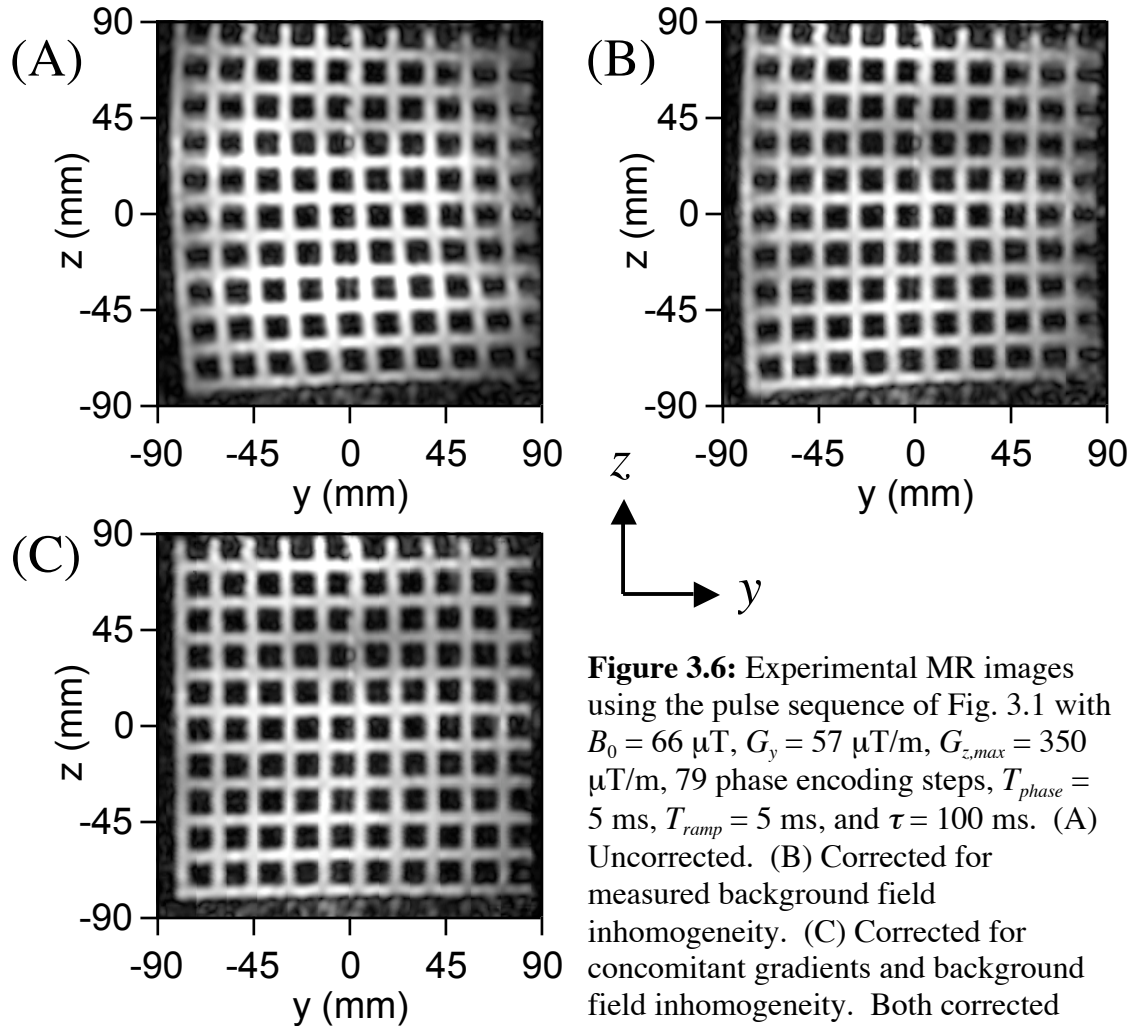 (A)
90
45
0
-45
-90
z (mm)
-90 -45 0 45 90
y (mm)
(B)
90
45
0
-45
-90
z (mm)
-90 -45 0 45 90
y (mm)
(C)
90
45
0
-45
-90
z (mm)
-90 -45 0 45 90
y (mm)
z
y
Figure 3.6: Experimental MR images
using the pulse sequence of Fig. 3.1 with
B₀ = 66 μT, G_y = 57 μT/m, G_z,max = 350
μT/m, 79 phase encoding steps, T_phase =
5 ms, T_ramp = 5 ms, and τ = 100 ms. (A)
Uncorrected. (B) Corrected for
measured background field
inhomogeneity. (C) Corrected for
concomitant gradients and background
field inhomogeneity. Both corrected